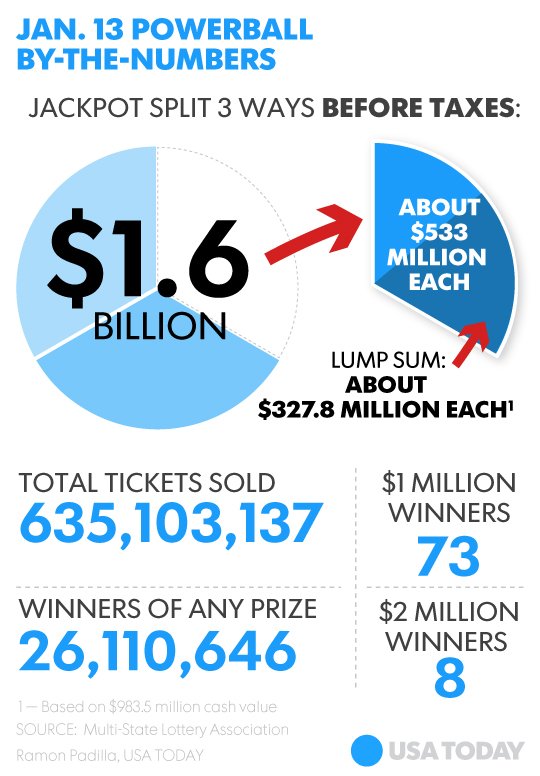 JAN. 13 POWERBALL
BY-THE-NUMBERS
JACKPOT SPLIT 3 WAYS BEFORE TAXES:
$1.6
BILLION
ABOUT
$533
MILLION
EACH
LUMP SUM:
ABOUT
$327.8 MILLION EACH¹
TOTAL TICKETS SOLD
635,103,137
$1 MILLION
WINNERS
73
WINNERS OF ANY PRIZE
26,110,646
$2 MILLION
WINNERS
8
1 — Based on $983.5 million cash value
SOURCE: Multi-State Lottery Association
Ramon Padilla, USA TODAY
USA TODAY